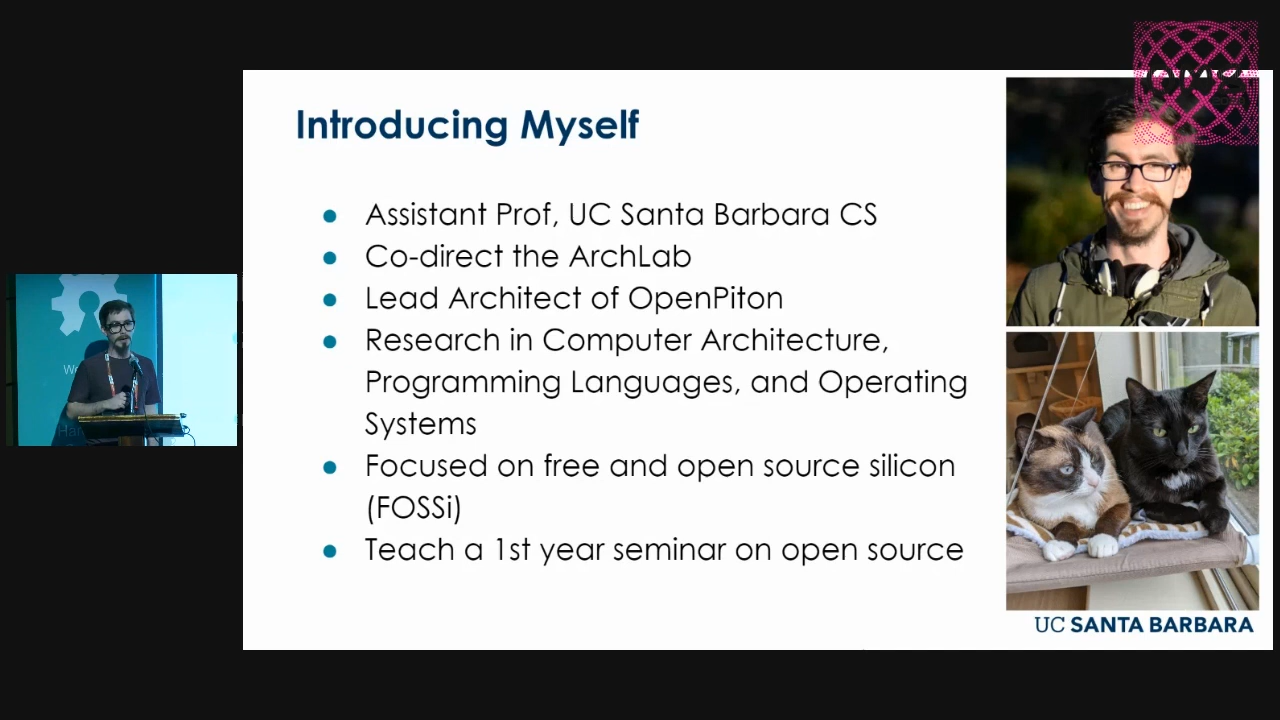 Introducing Myself
Assistant Prof, UC Santa Barbara CS
Co-direct the ArchLab
Lead Architect of OpenPiton
Research in Computer Architecture,
Programming Languages, and Operating
Systems
Focused on free and open source silicon
(FOSSi)
Teach a 1st year seminar on open source
UC SANTA BARBARA